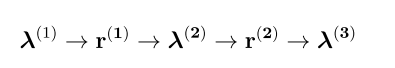 λ⁽¹⁾ → r⁽¹⁾ → λ⁽²⁾ → r⁽²⁾ → λ⁽³⁾